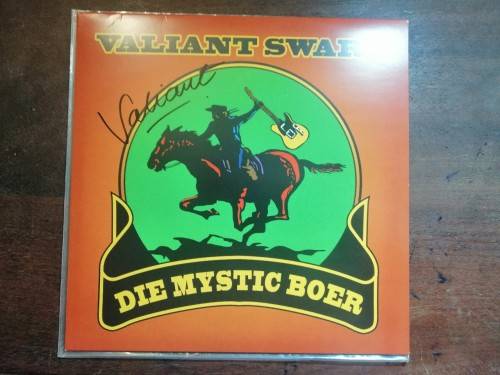 VALIANT SWAR
Valiant
DIE MYSTIC BOER